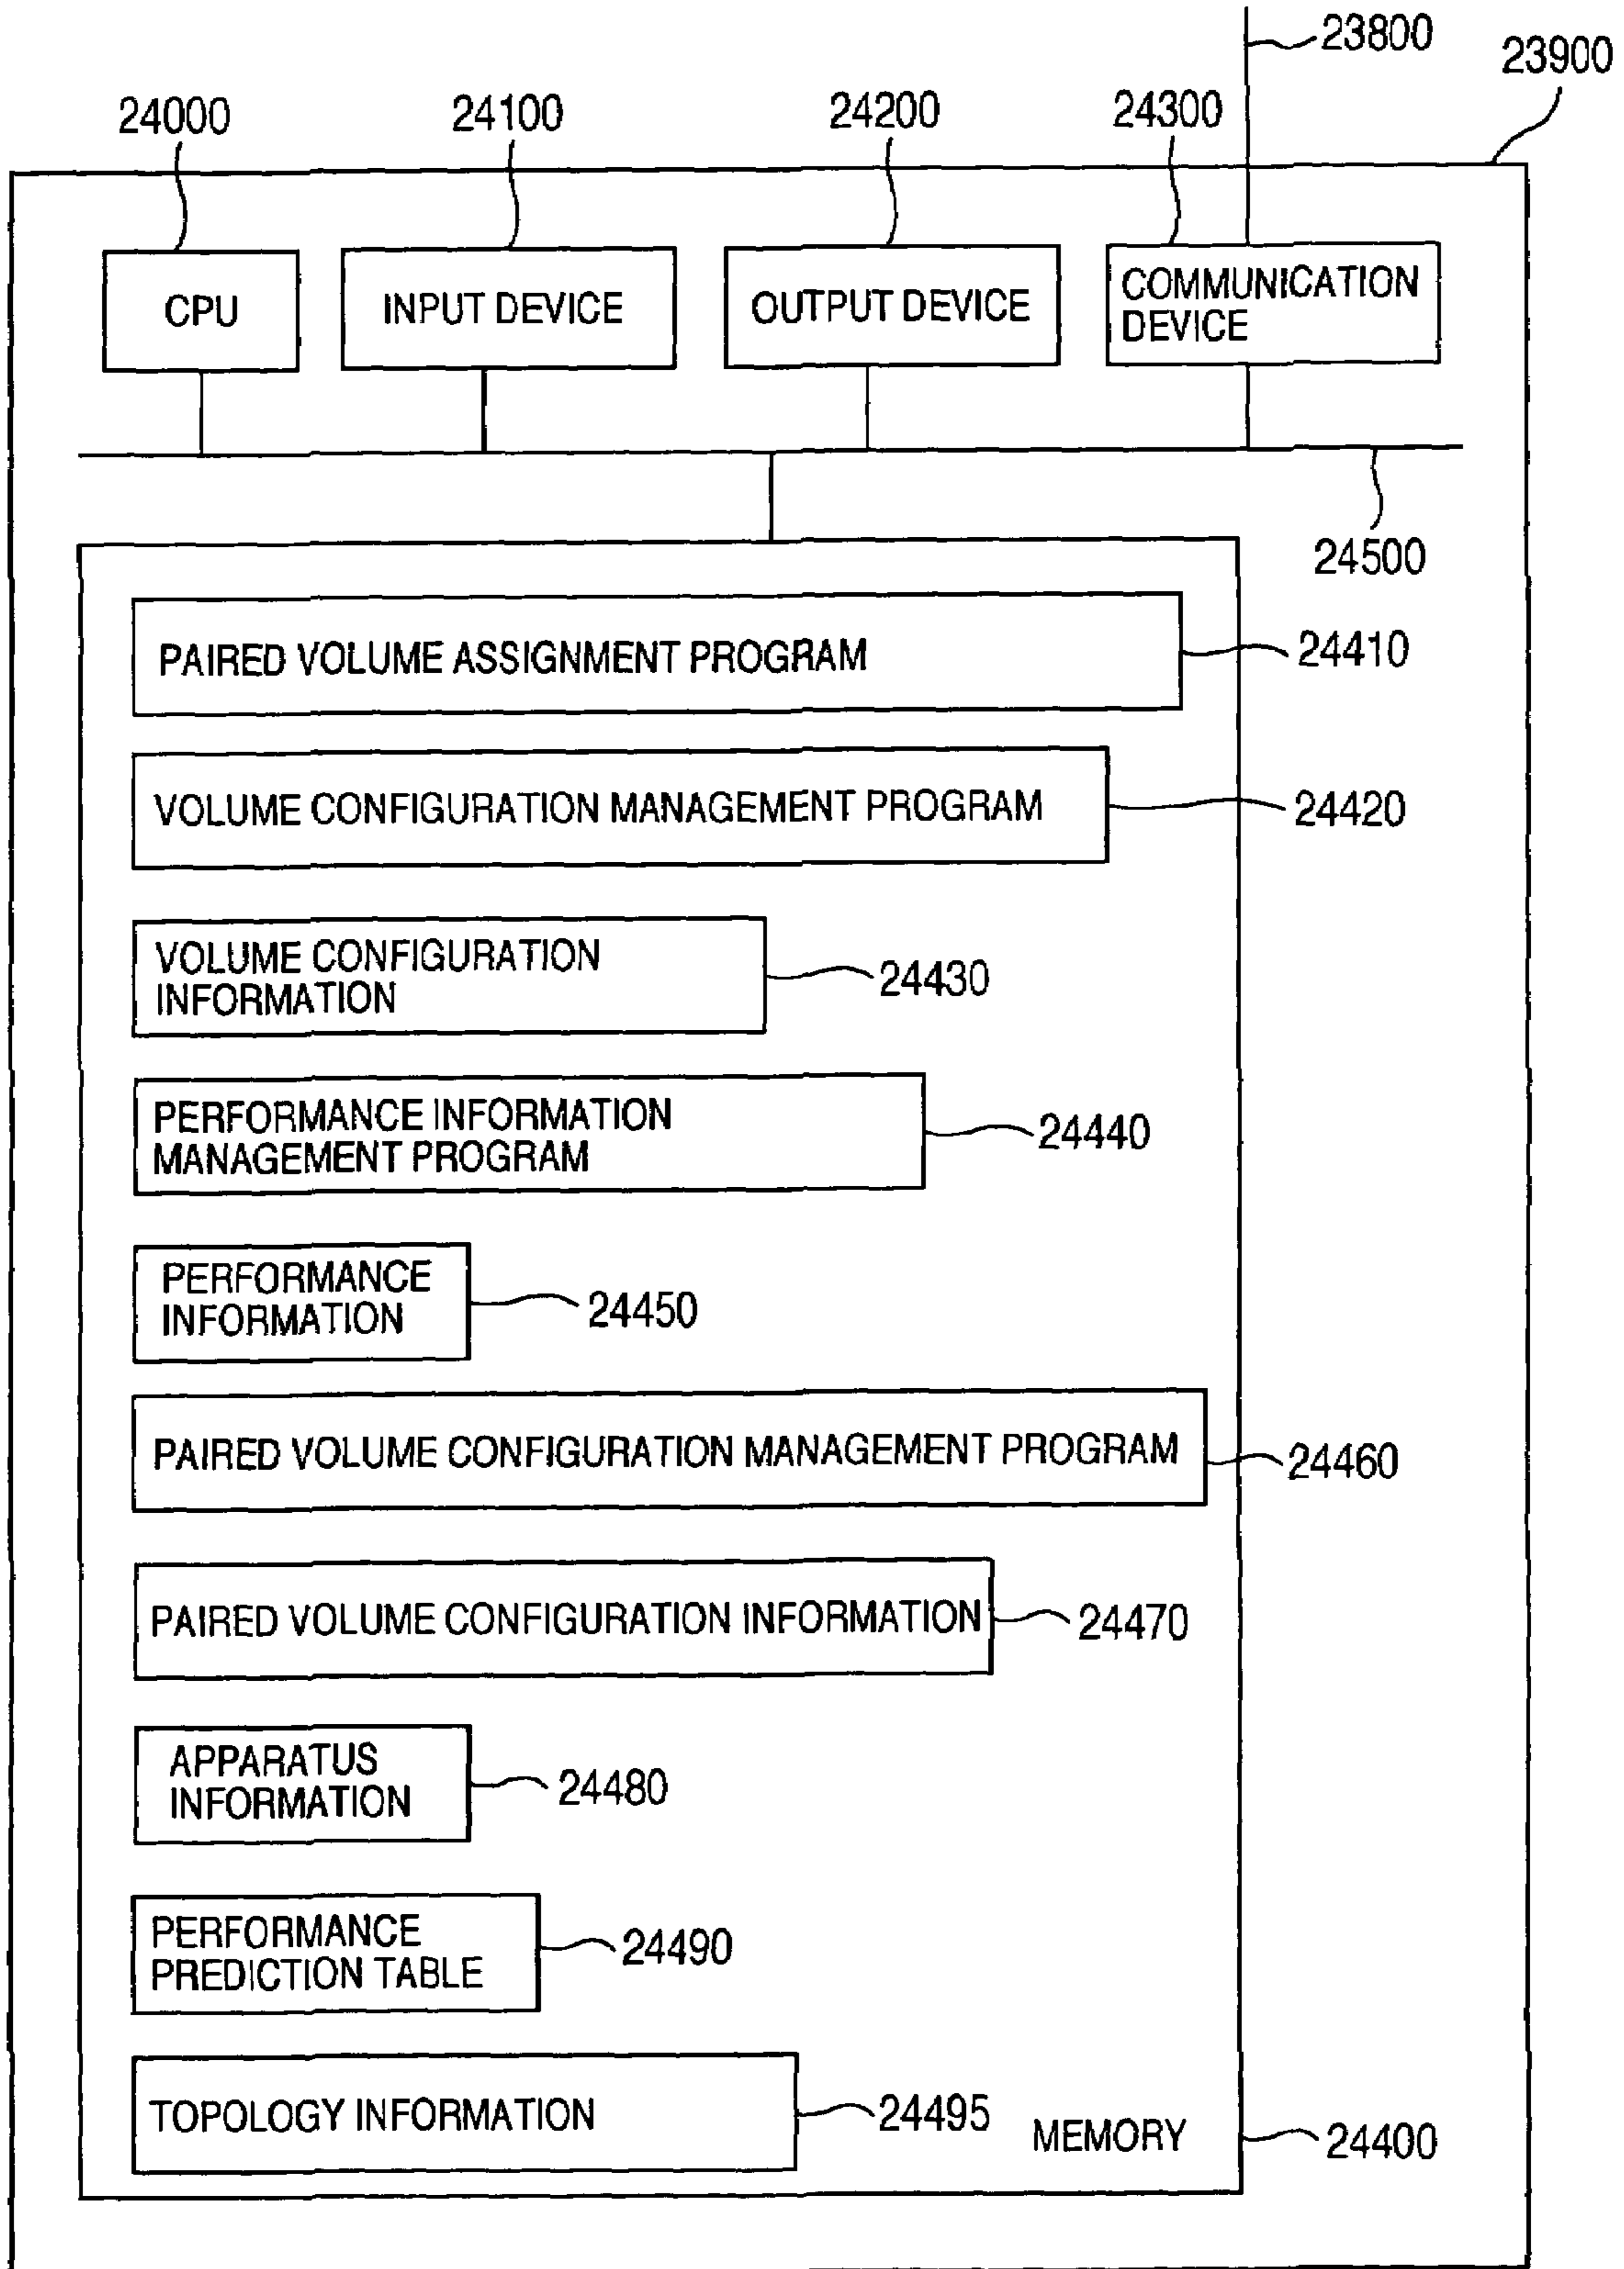 23800
23900
24000
24100
24200
24300
CPU
INPUT DEVICE
OUTPUT DEVICE
COMMUNICATION
DEVICE
24500
PAIRED VOLUME ASSIGNMENT PROGRAM
24410
VOLUME CONFIGURATION MANAGEMENT PROGRAM
24420
VOLUME CONFIGURATION
INFORMATION
24430
PERFORMANCE INFORMATION
MANAGEMENT PROGRAM
24440
PERFORMANCE
INFORMATION
24450
PAIRED VOLUME CONFIGURATION MANAGEMENT PROGRAM
24460
PAIRED VOLUME CONFIGURATION INFORMATION
24470
APPARATUS
INFORMATION
24480
PERFORMANCE
PREDICTION TABLE
24490
TOPOLOGY INFORMATION
24495
MEMORY
24400